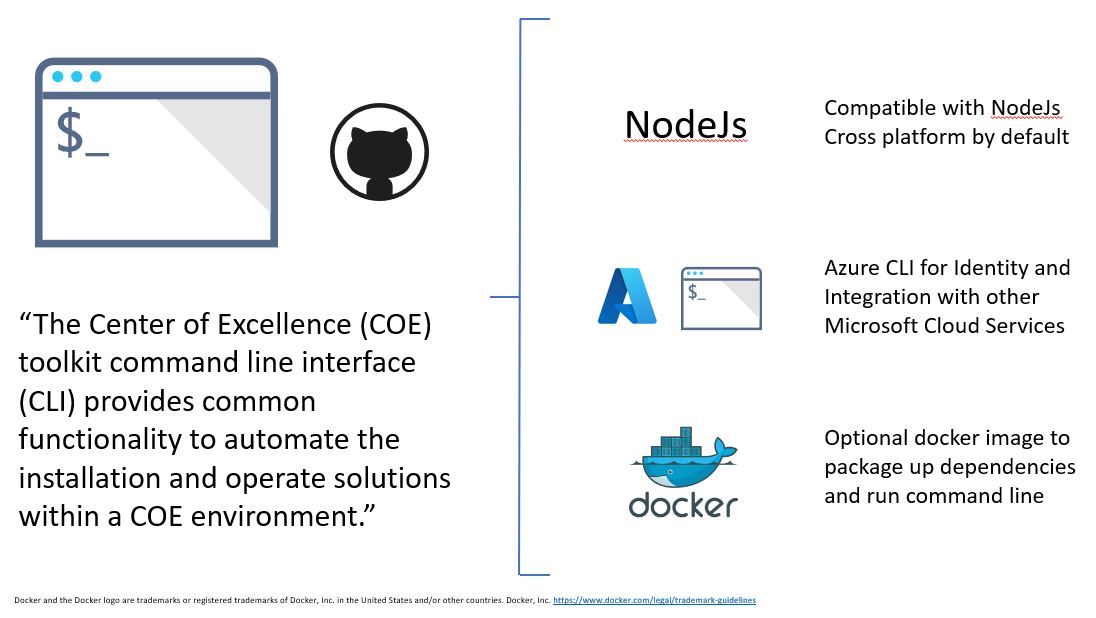 $_
“The Center of Excellence (COE)
toolkit command line interface
(CLI) provides common
functionality to automate the
installation and operate solutions
within a COE environment.”
NodeJs
Compatible with NodeJs
Cross platform by default
$_
Azure CLI for Identity and
Integration with other
Microsoft Cloud Services
docker
Optional docker image to
package up dependencies
and run command line
Docker and the Docker logo are trademarks or registered trademarks of Docker, Inc. in the United States and/or other countries. Docker, Inc. https://www.docker.com/legal/trademark-guidelines